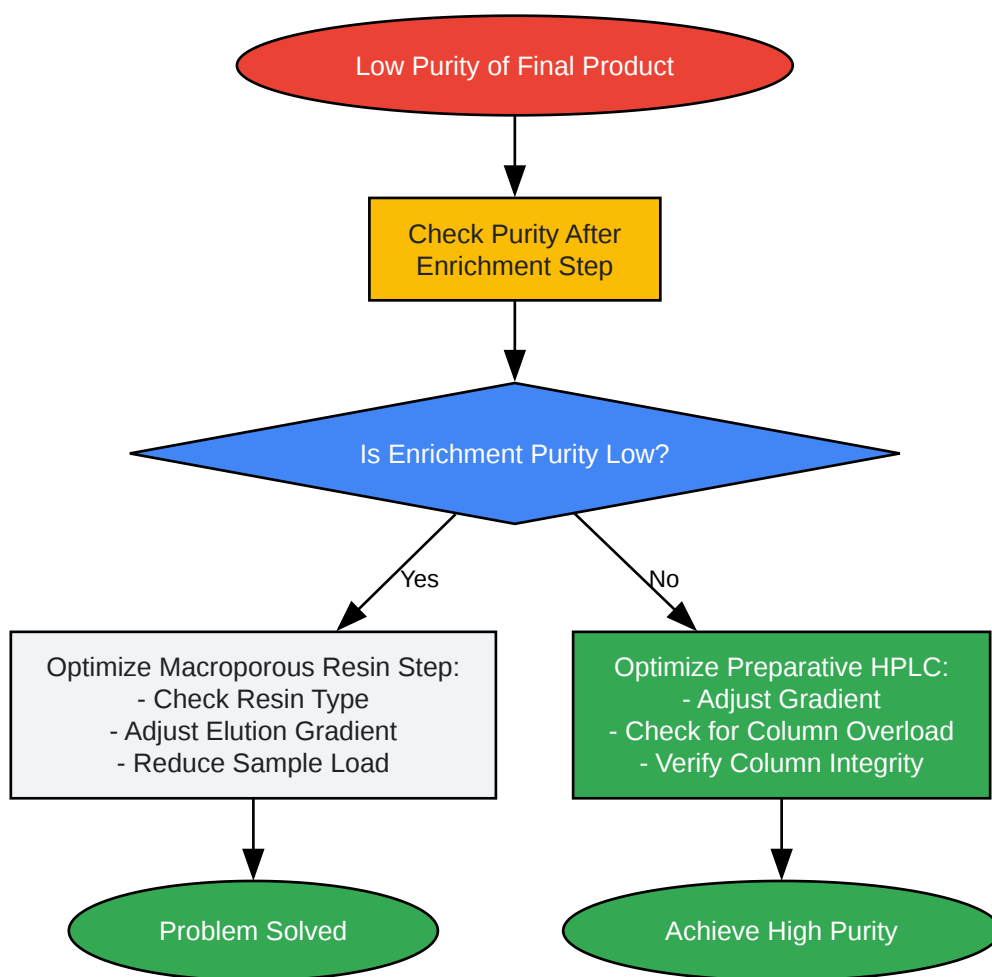 Low Purity of Final Product
Check Purity After
Enrichment Step
Is Enrichment Purity Low?
Yes
No
Optimize Macroporous Resin Step:
- Check Resin Type
- Adjust Elution Gradient
- Reduce Sample Load
Optimize Preparative HPLC:
- Adjust Gradient
- Check for Column Overload
- Verify Column Integrity
Problem Solved
Achieve High Purity